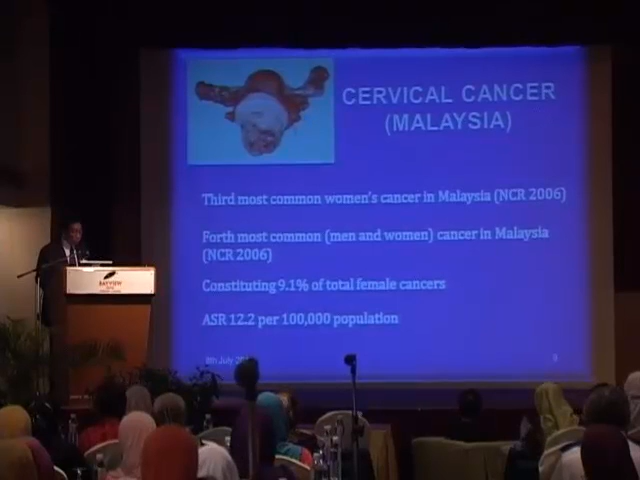 CERVICAL CANCER
(MALAYSIA)
Third most common women's cancer in Malaysia (NCR 2006)
Forth most common (men and women) cancer in Malaysia
(NCR 2006)
Constituting 9.1% of total female cancers
ASR 12.2 per 100,000 population
8th July
BAYVIEW